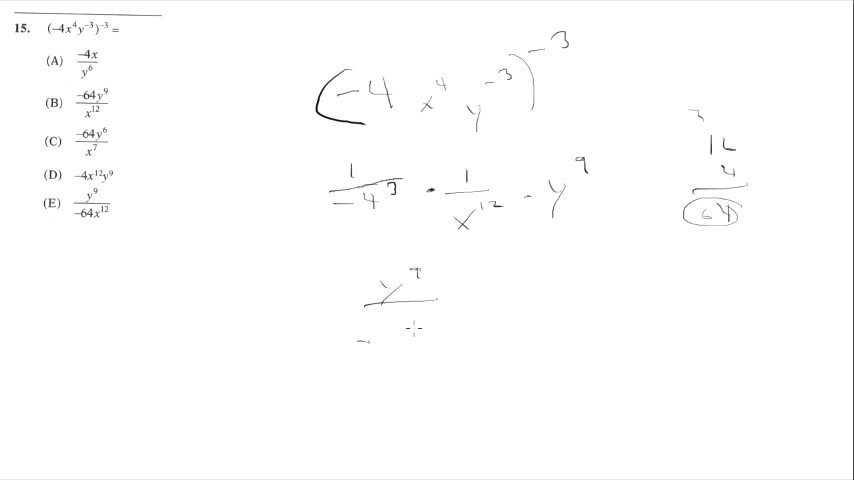 15. (−4x⁴y⁻³)⁻³ =
(A) −4x/y⁶
(B) −64y⁹/x¹²
(C) −64y⁶/x⁷
(D) −4x¹²y⁹
(E) y⁹/−64x¹²
(−4 x⁴ y⁻³)⁻³
1/−4³ · 1/x¹² · y⁹
16
4
64
y⁹
−